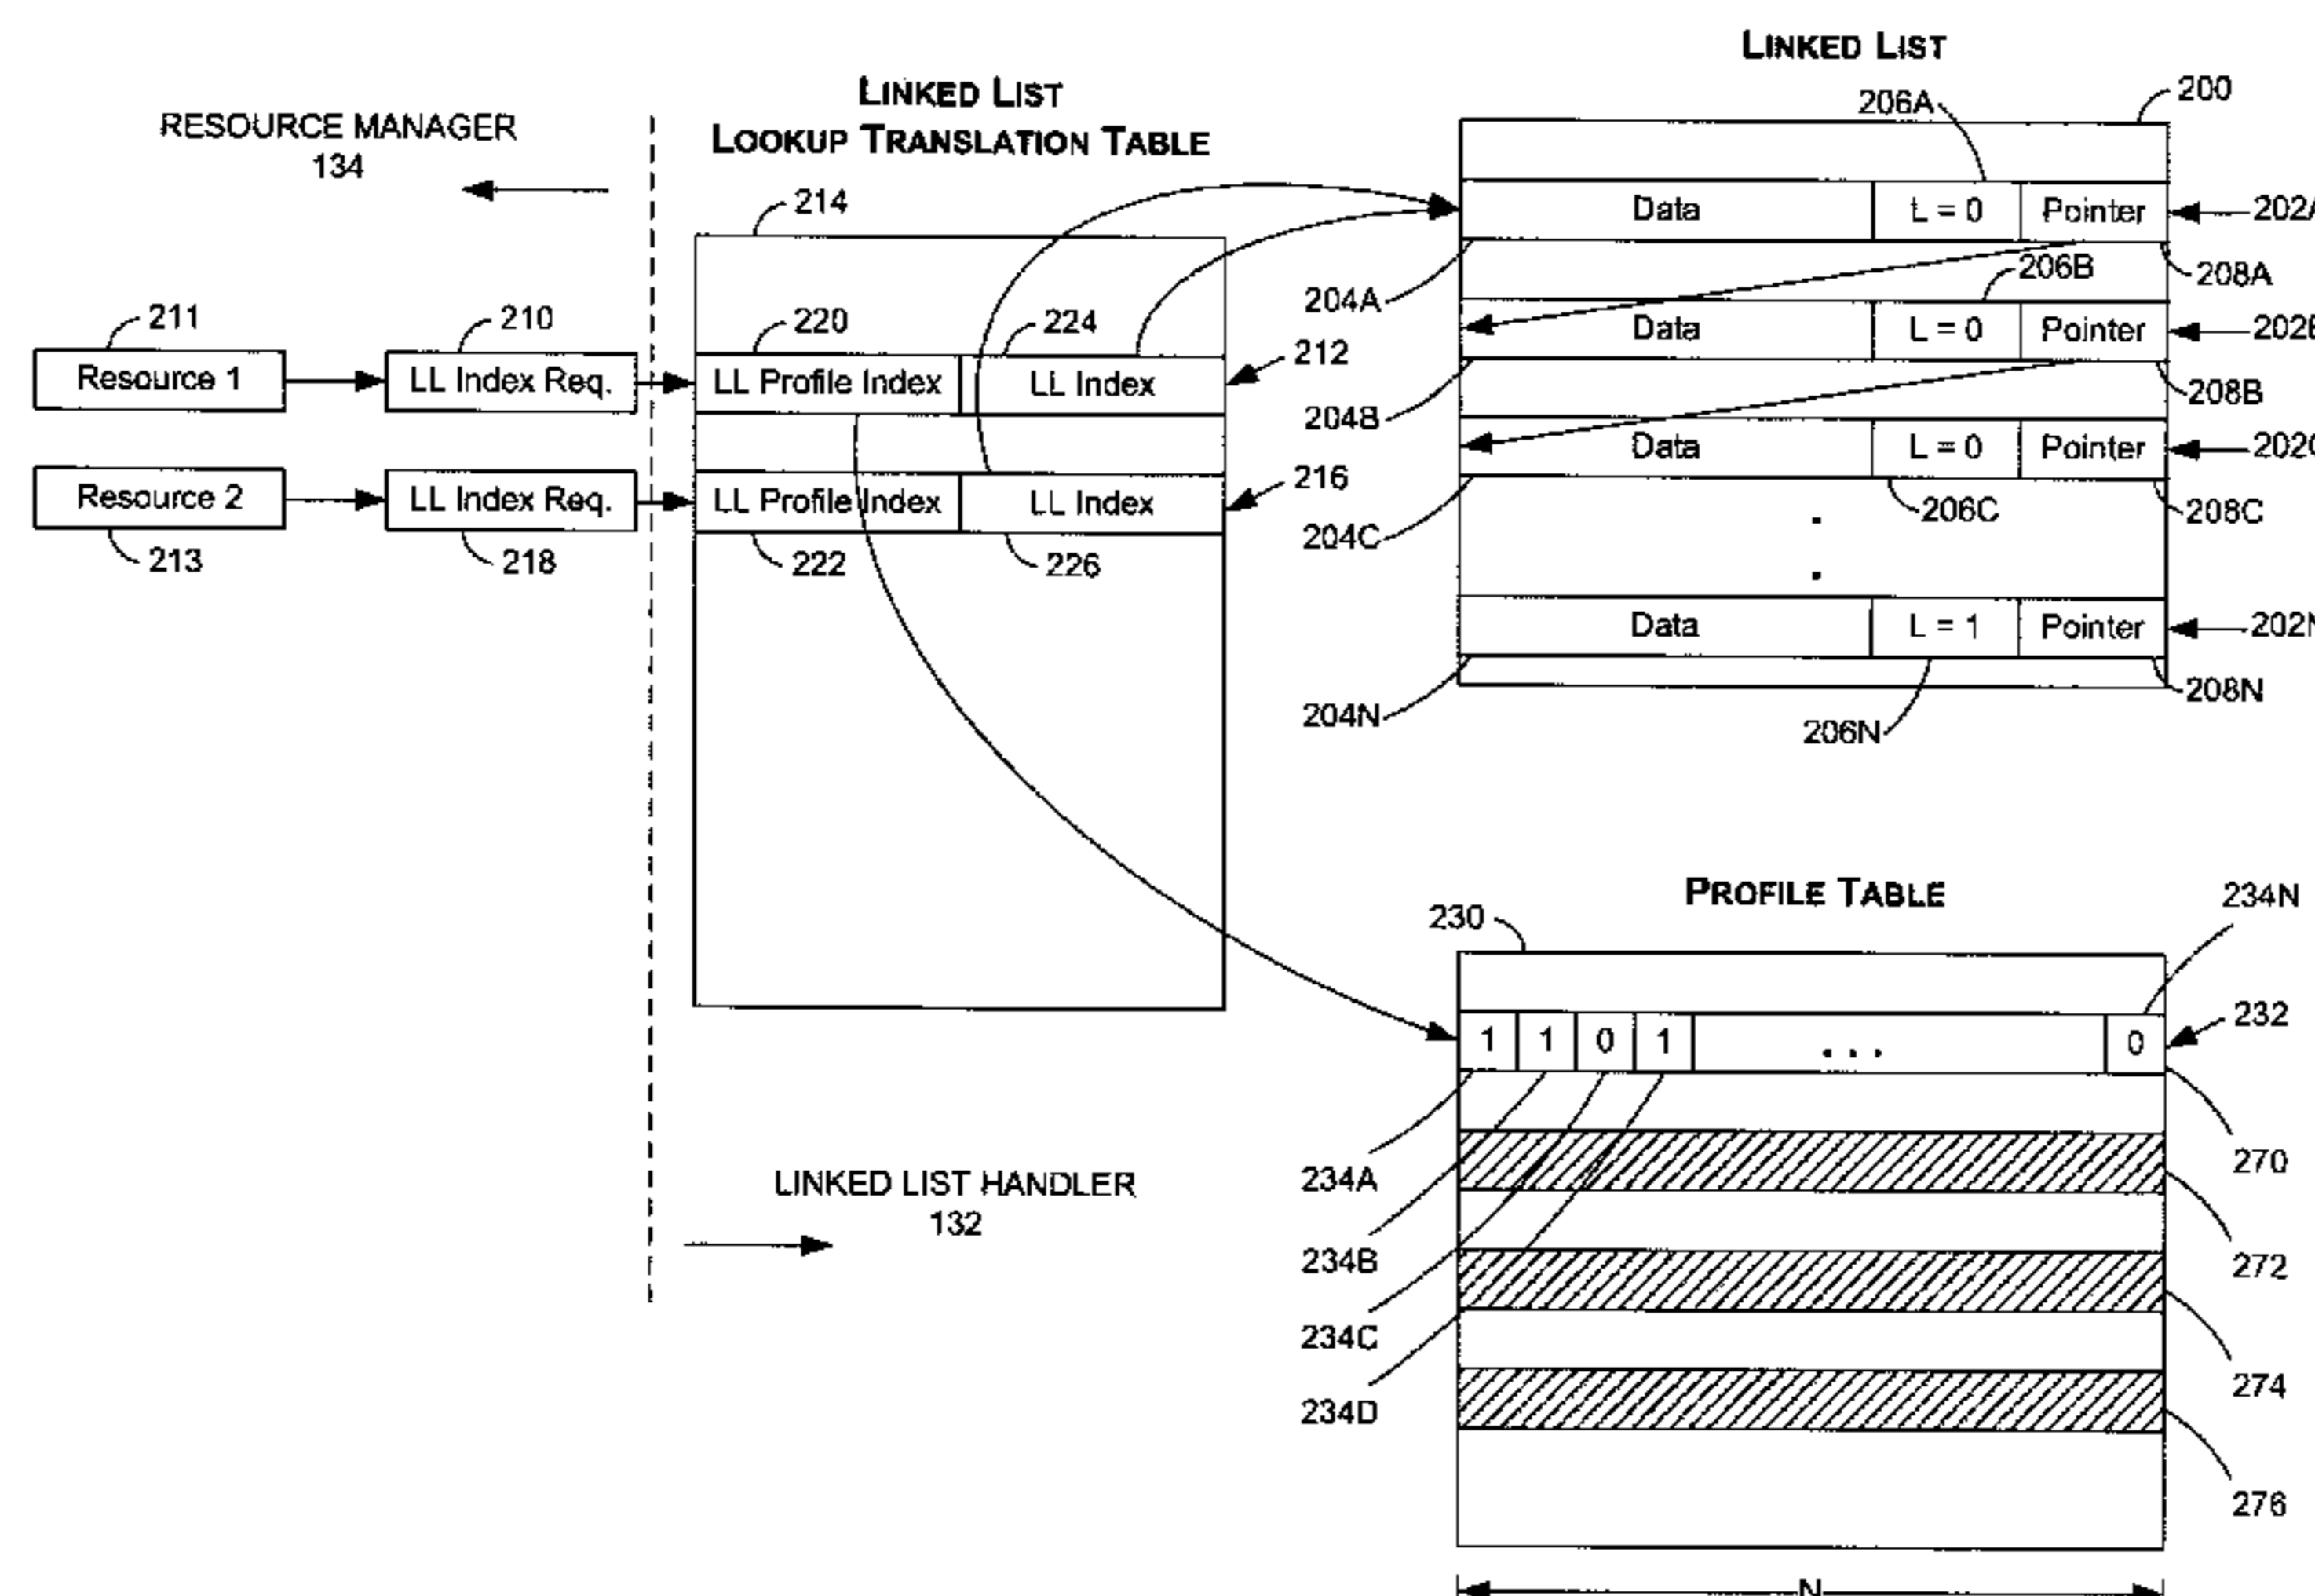 LINKED LIST
206A
200
RESOURCE MANAGER
134
LINKED LIST
LOOKUP TRANSLATION TABLE
214
Data L = 0 Pointer
202A
204A
206B
208A
211
210
220
224
212
Data L = 0 Pointer
Resource 1
LL Index Req.
LL Profile Index
LL Index
204B
208B
Data L = 0 Pointer
216
Resource 2
LL Index Req.
LL Profile Index
LL Index
204C
206C
208C
213
218
222
226
.
.
Data L = 1 Pointer
204N
206N
208N
PROFILE TABLE
230
234N
1 1 0 1 ... 0
232
234A
270
LINKED LIST HANDLER
132
234B
272
234C
274
234D
276
N